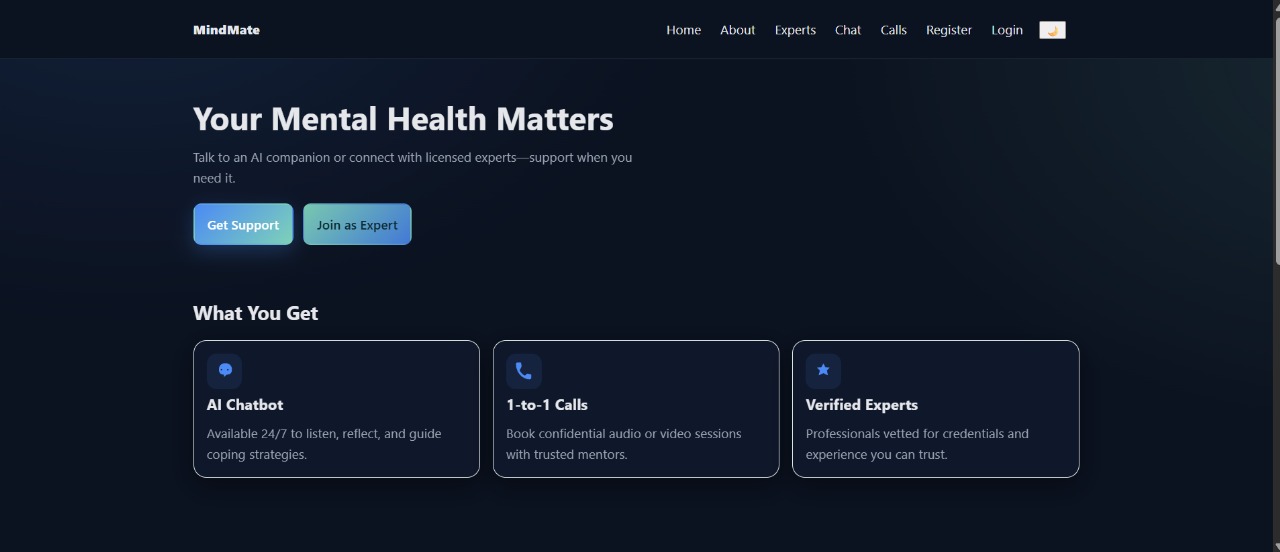 MindMate
Home About Experts Chat Calls Register Login
Your Mental Health Matters
Talk to an AI companion or connect with licensed experts—support when you
need it.
Get Support
Join as Expert
What You Get
AI Chatbot
Available 24/7 to listen, reflect, and guide
coping strategies.
1-to-1 Calls
Book confidential audio or video sessions
with trusted mentors.
Verified Experts
Professionals vetted for credentials and
experience you can trust.